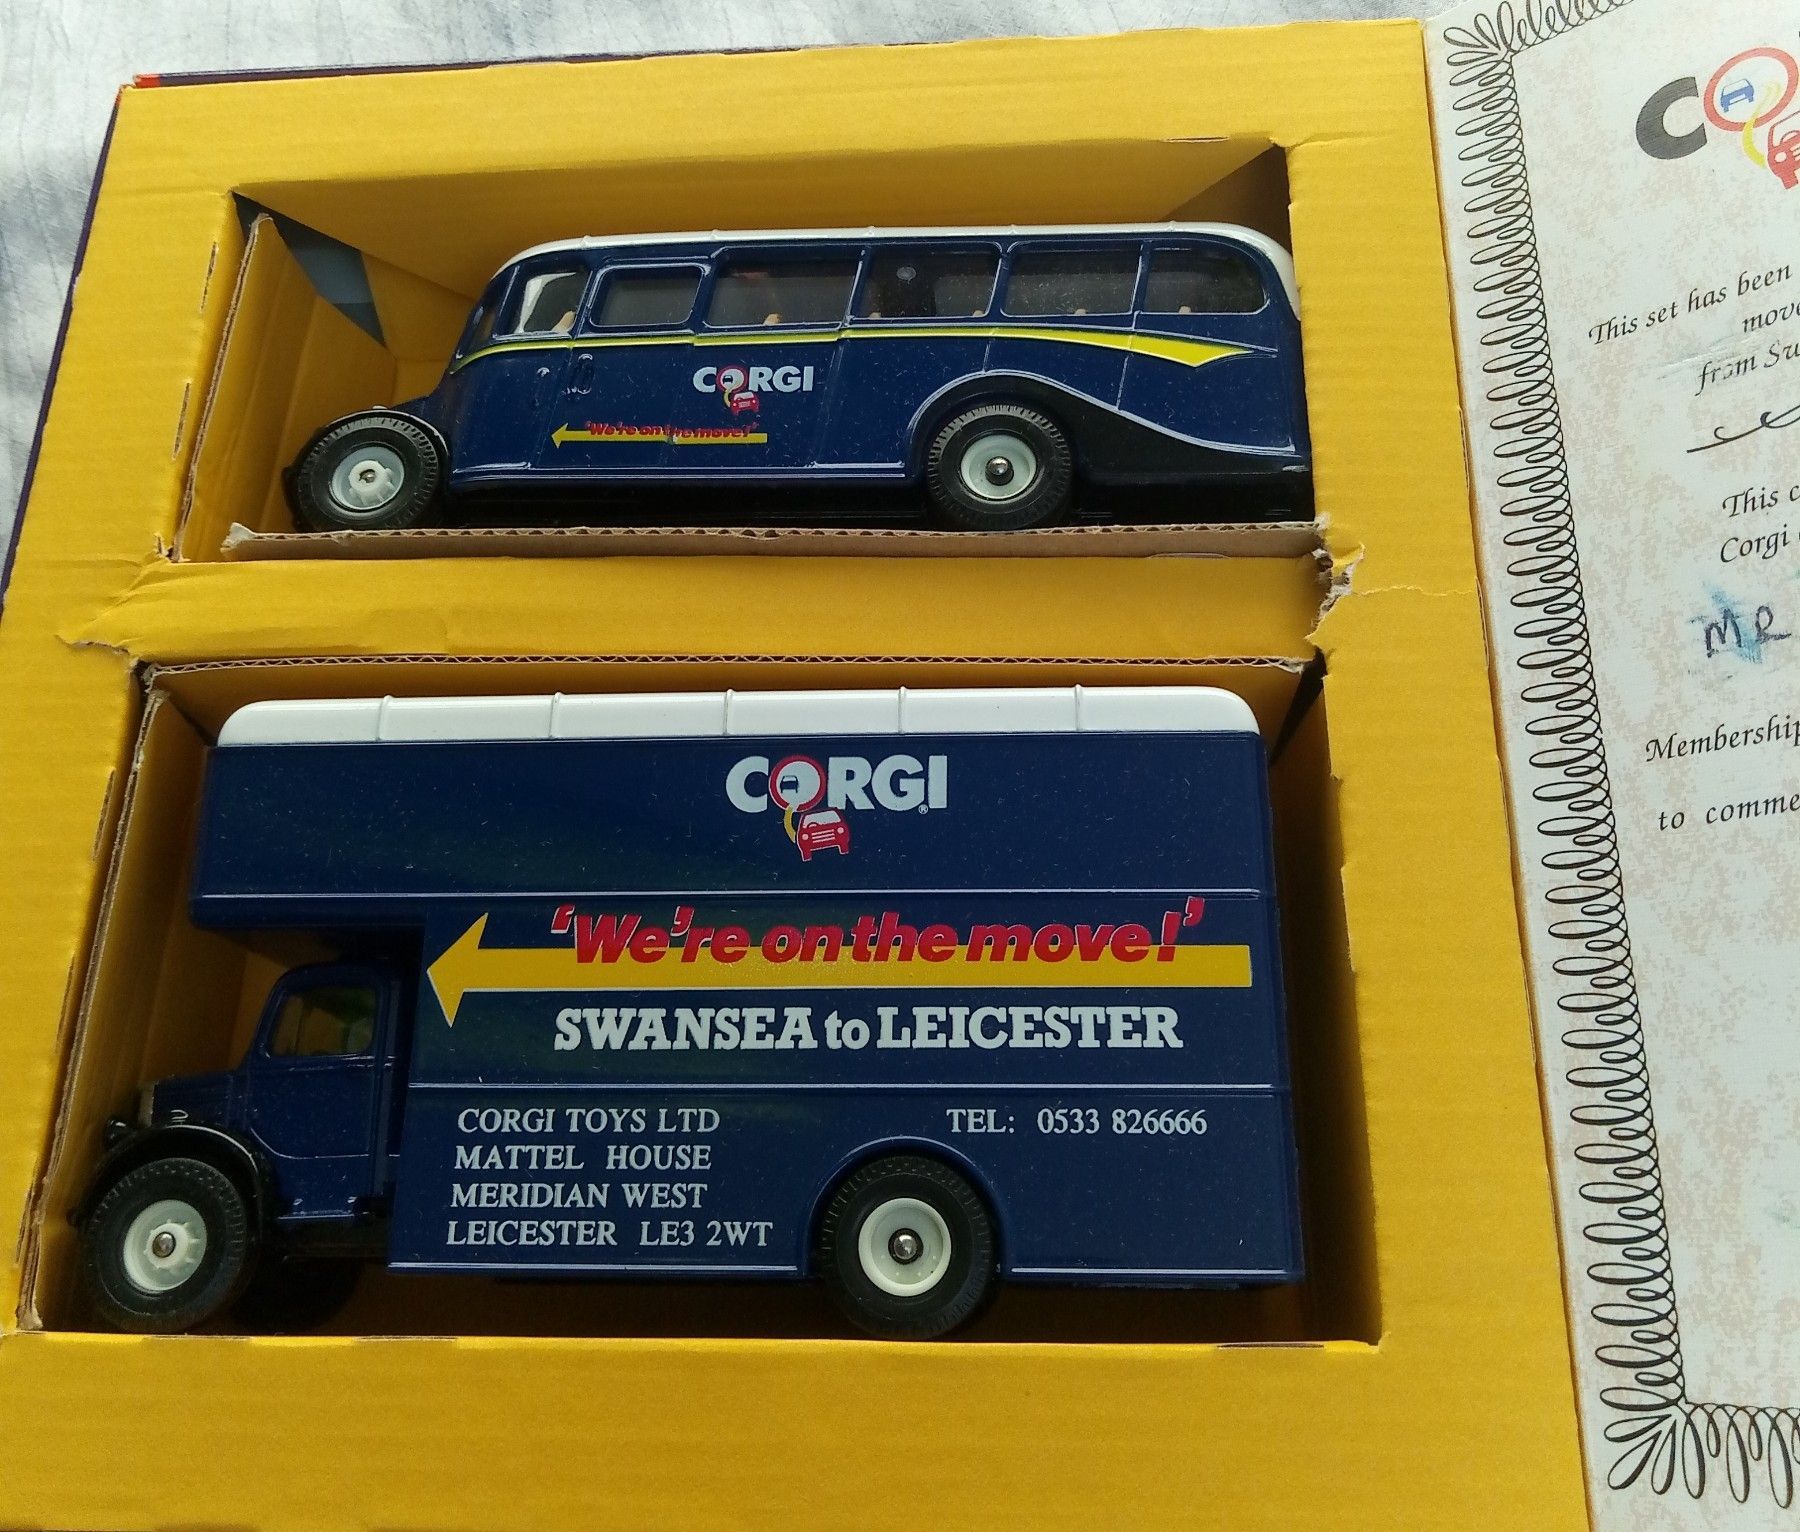 CORGI
'We're on the move!'
CORGI®
'We're on the move!'
SWANSEA to LEICESTER
CORGI TOYS LTD
MATTEL HOUSE
MERIDIAN WEST
LEICESTER LE3 2WT
TEL: 0533 826666
CO
This set has been
move
from Sw
This c
Corgi
MR
Membership
to comme